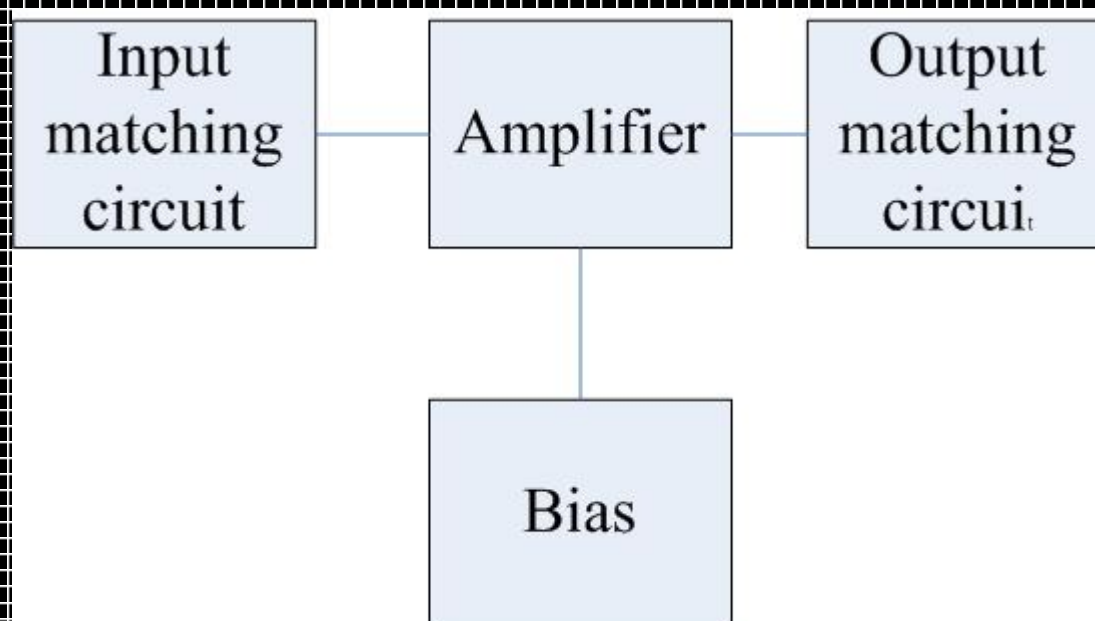 Input
matching
circuit
Amplifier
Output
matching
circuit
Bias